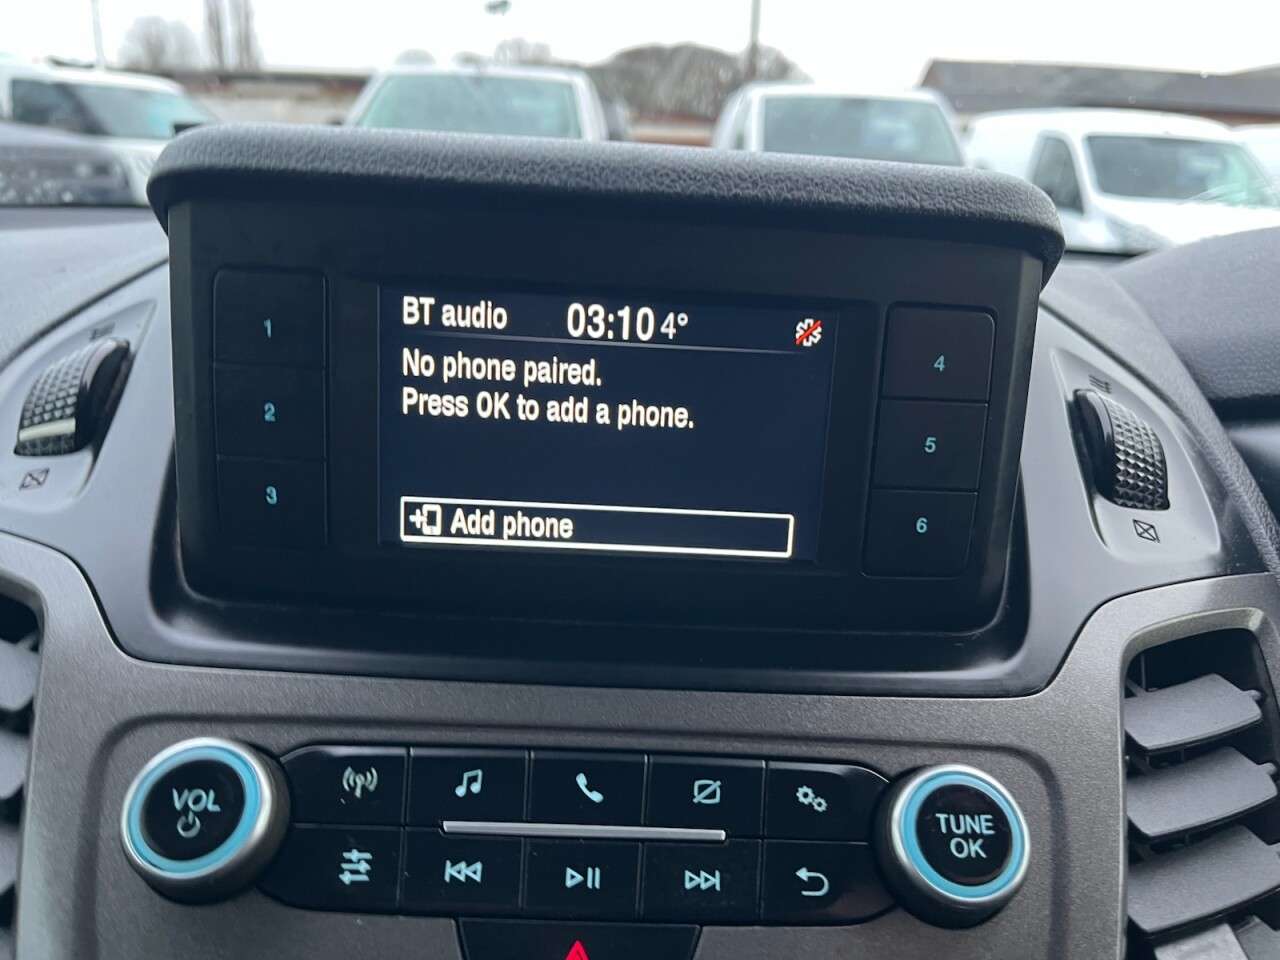 BT audio 03:10 4°
No phone paired.
Press OK to add a phone.
Add phone
1
2
3
4
5
6
VOL
TUNE
OK